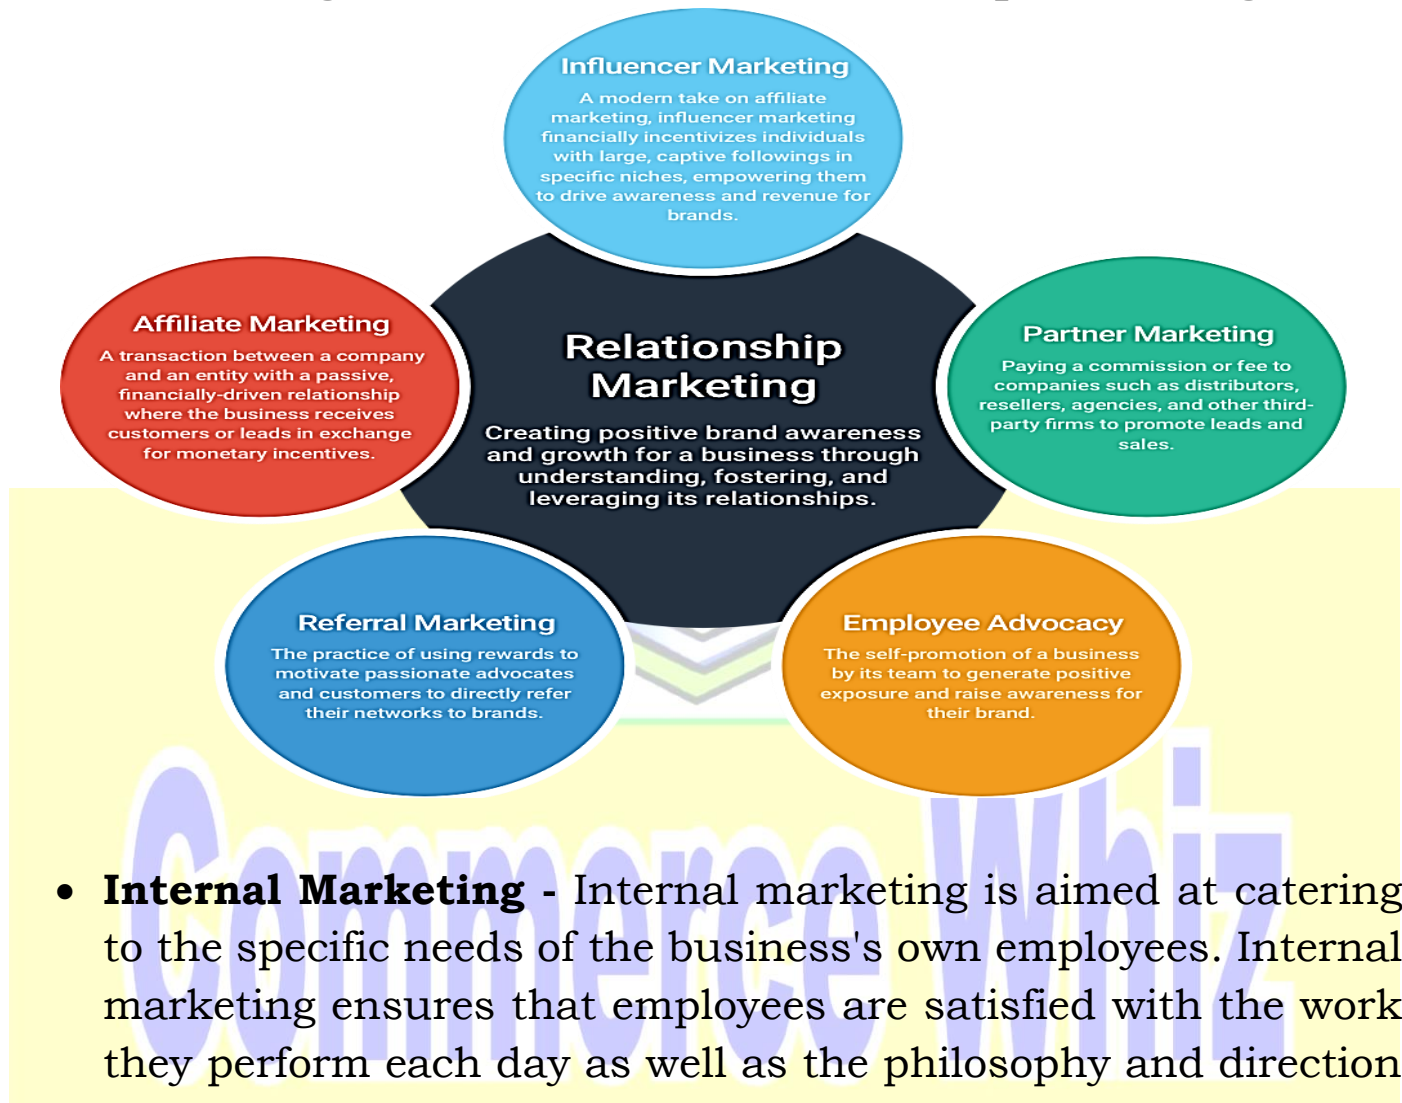 Influencer Marketing
A modern take on affiliate
marketing, influencer marketing
financially incentivizes individuals
with large, captive followings in
specific niches, empowering them
to drive awareness and revenue for
brands.
Affiliate Marketing
A transaction between a company
and an entity with a passive,
financially-driven relationship
where the business receives
customers or leads in exchange
for monetary incentives.
Relationship
Marketing
Creating positive brand awareness
and growth for a business through
understanding, fostering, and
leveraging its relationships.
Partner Marketing
Paying a commission or fee to
companies such as distributors,
resellers, agencies, and other third-
party firms to promote leads and
sales.
Referral Marketing
The practice of using rewards to
motivate passionate advocates
and customers to directly refer
their networks to brands.
Employee Advocacy
The self-promotion of a business
by its team to generate positive
exposure and raise awareness for
their brand.
Commerce Whiz
• Internal Marketing - Internal marketing is aimed at catering
to the specific needs of the business's own employees. Internal
marketing ensures that employees are satisfied with the work
they perform each day as well as the philosophy and direction